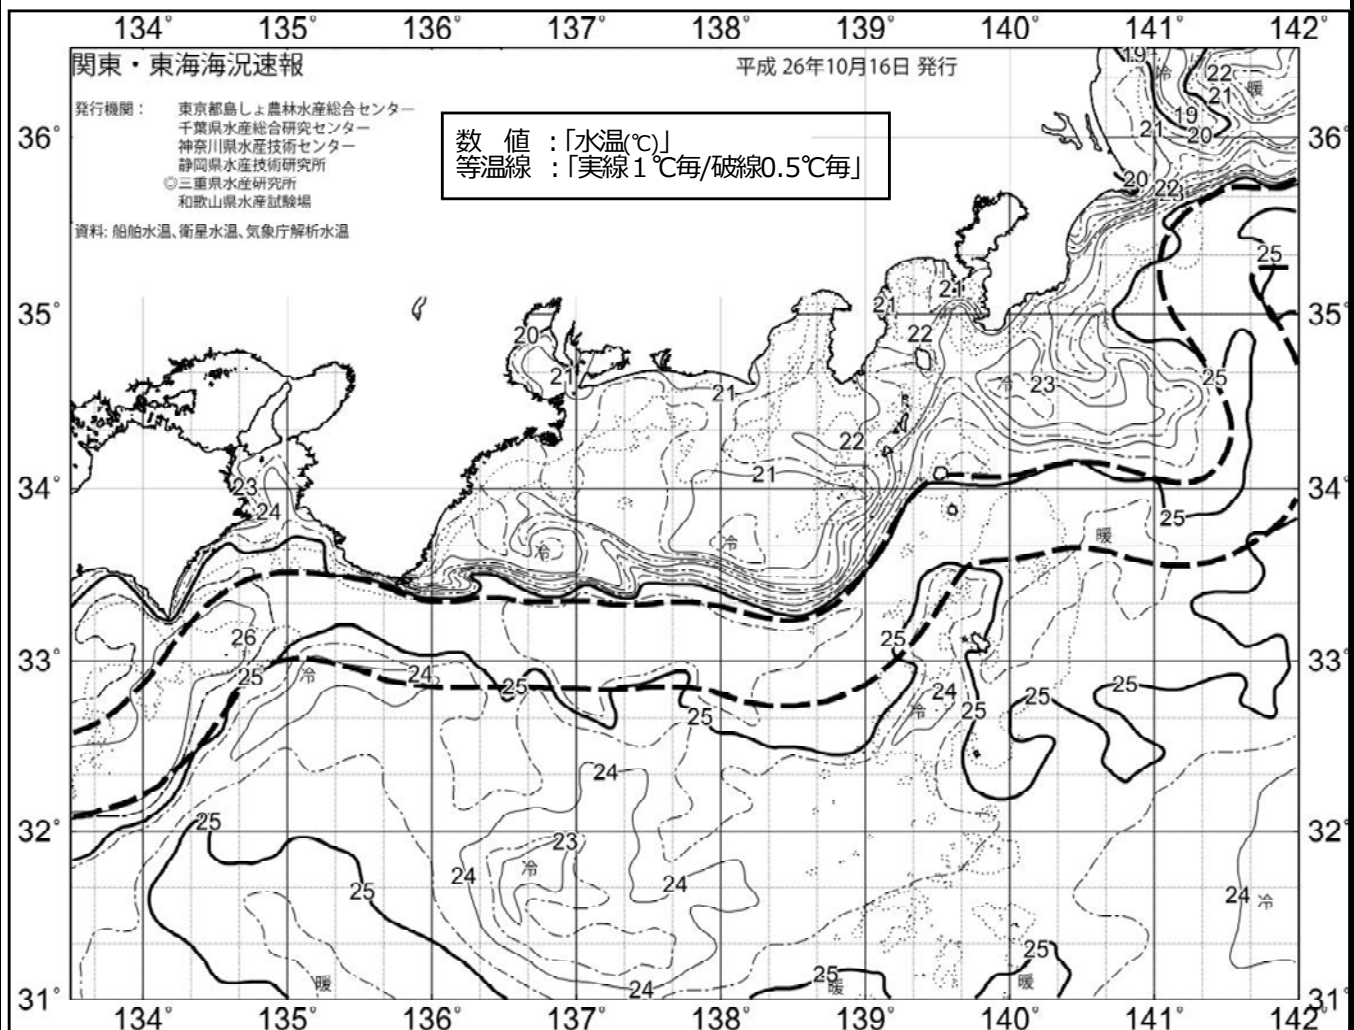 134° 135° 136° 137° 138° 139° 140° 141° 142°
関東・東海海況速報
平成 26年10月16日 発行
発行機関： 東京都島しょ農林水産総合センター
千葉県水産総合研究センター
神奈川県水産技術センター
静岡県水産技術研究所
◎三重県水産研究所
和歌山県水産試験場
資料: 船舶水温、衛星水温、気象庁解析水温
数 値 ：「水温(℃)」
等温線 ：「実線１℃毎/破線0.5℃毎」
19 冷 22 暖
21
19
36° 21 20 36°
20 22
25
21 21
35° 35°
20 22
21 25
21 冷 23
22
21
34° 23 34°
24 25
冷 冷 暖
26 25
33° 33°
25 冷 24 25 24 25 25
25 冷 25
24
32° 25 32°
23
冷
25 24 24 24 冷
25
暖 24 25 暖 暖
31° 31°
134° 135° 136° 137° 138° 139° 140° 141° 142°